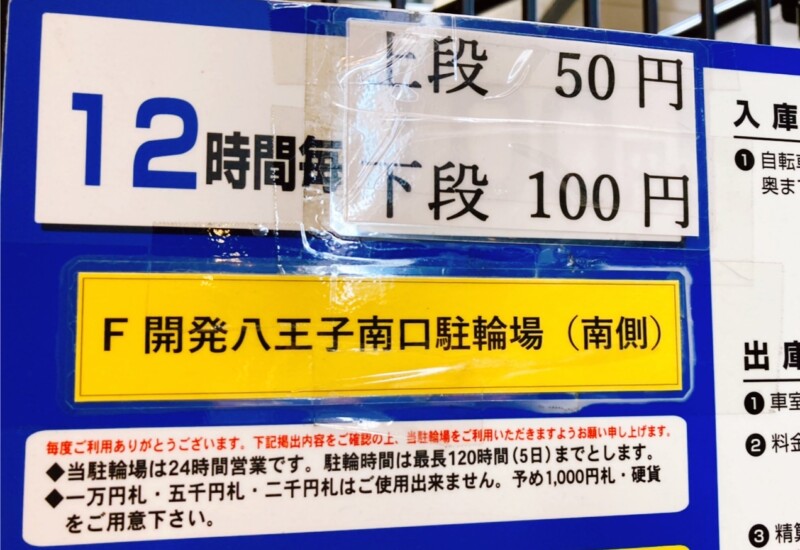 12時間毎
上段 50円
下段 100円
F 開発八王子南口駐輪場（南側）
毎度ご利用ありがとうございます。下記掲出内容をご確認の上、当駐輪場をご利用いただきますようお願い申し上げます。
◆当駐輪場は24時間営業です。駐輪時間は最長120時間（5日）までとします。
◆一万円札・五千円札・二千円札はご使用出来ません。予め1,000円札・硬貨
をご用意下さい。
入庫
❶自転車
奥ま
出庫
❶車室
❷料金
❸精算